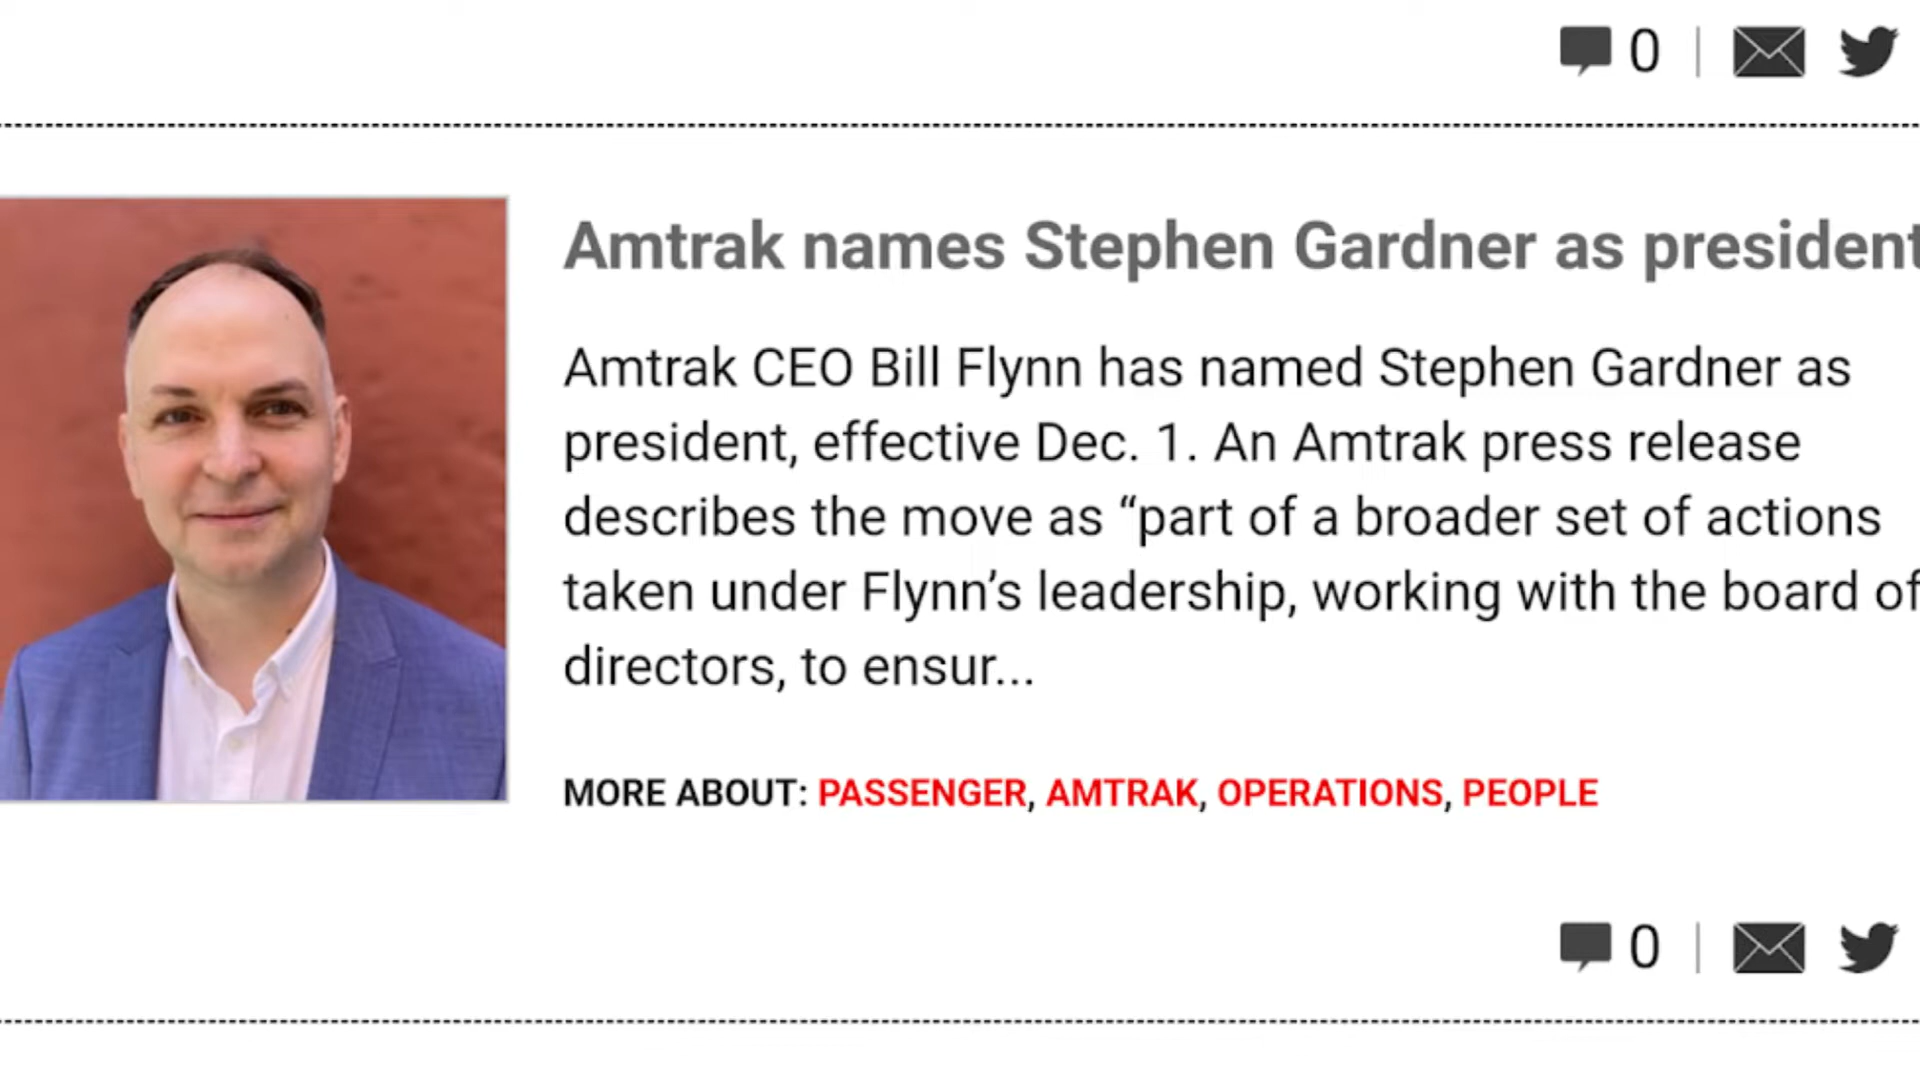 0 |
Amtrak names Stephen Gardner as president
Amtrak CEO Bill Flynn has named Stephen Gardner as
president, effective Dec. 1. An Amtrak press release
describes the move as “part of a broader set of actions
taken under Flynn’s leadership, working with the board of
directors, to ensur...
MORE ABOUT: PASSENGER, AMTRAK, OPERATIONS, PEOPLE
0 |